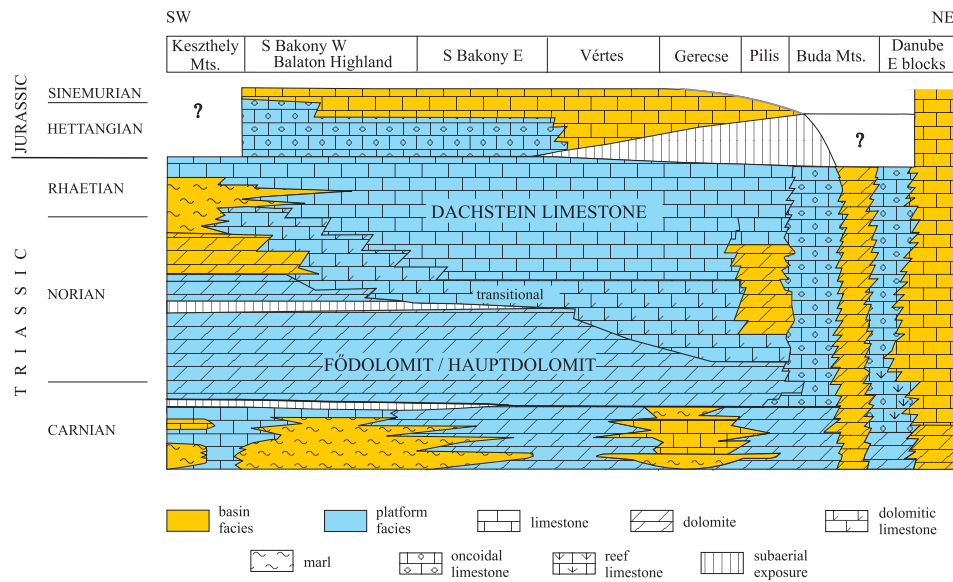 SW
NE
Keszthely
Mts.
S Bakony W
Balaton Highland
S Bakony E
Vértes
Gerecse
Pilis
Buda Mts.
Danube
E blocks
JURASSIC
SINEMURIAN
HETTANGIAN
?
?
TRIASSIC
RHAETIAN
DACHSTEIN LIMESTONE
NORIAN
transitional
FŐDOLOMIT / HAUPTDOLOMIT
CARNIAN
basin
facies
platform
facies
limestone
dolomite
dolomitic
limestone
marl
oncoidal
limestone
reef
limestone
subaerial
exposure